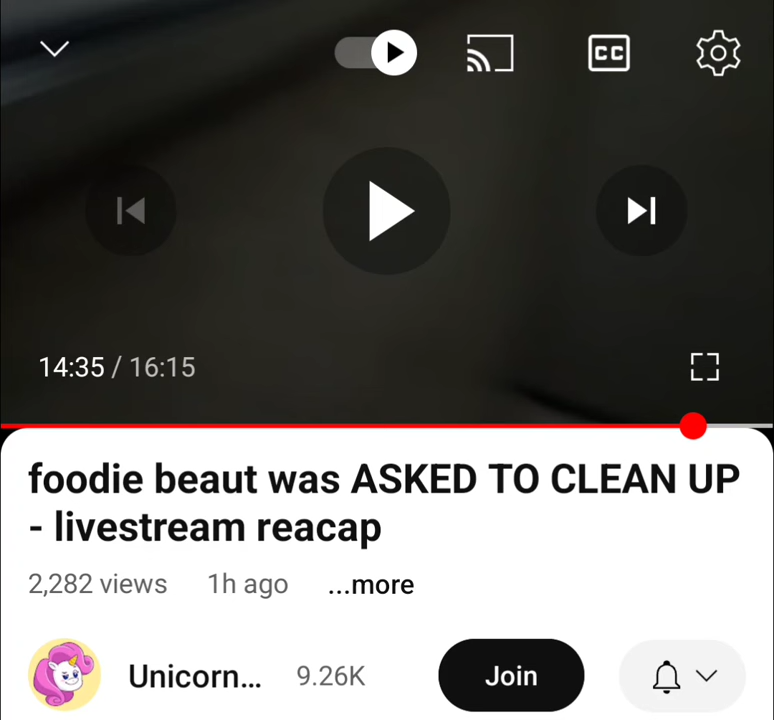 CC
14:35 / 16:15
foodie beaut was ASKED TO CLEAN UP
- livestream reacap
2,282 views 1h ago ...more
Unicorn... 9.26K Join